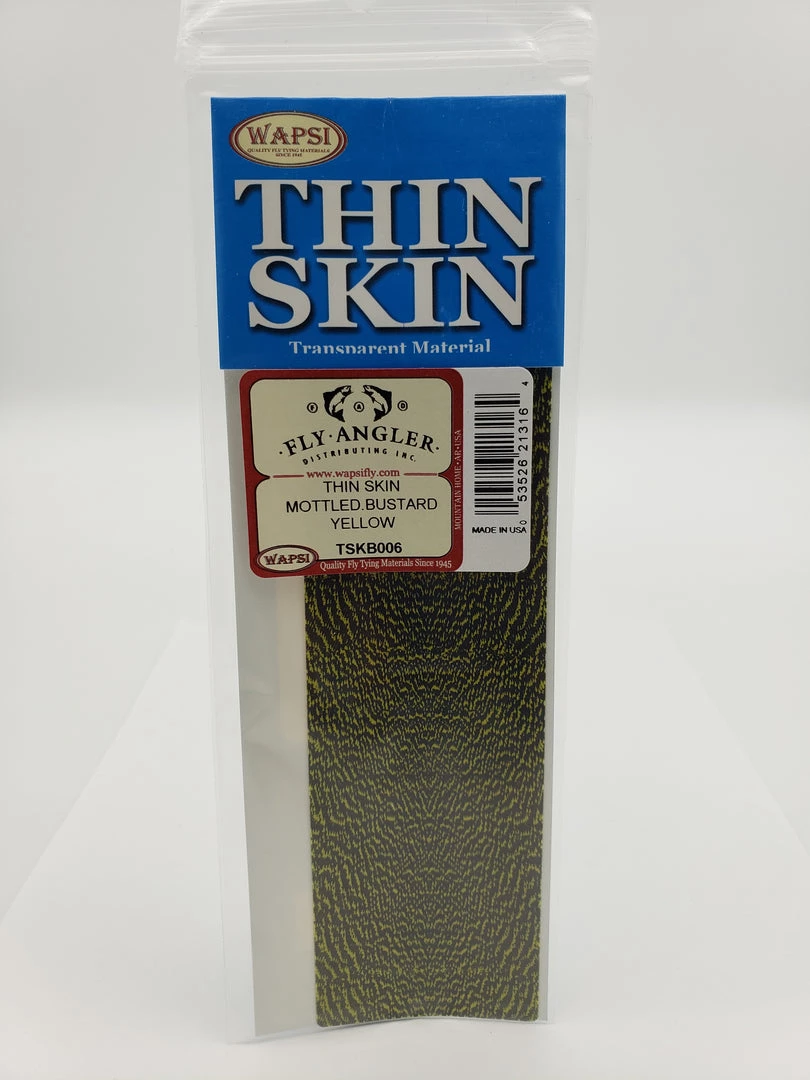 WAPSI
QUALITY FLY TYING MATERIALS
SINCE 1945
THIN
SKIN
Transparent Material
F A D
FLY·ANGLER
DISTRIBUTING INC.
www.wapsifly.com
THIN SKIN
MOTTLED.BUSTARD
YELLOW
TSKB006
WAPSI
Quality Fly Tying Materials Since 1945
MOUNTAIN HOME·AR·USA
0 53526 21316 4
MADE IN USA